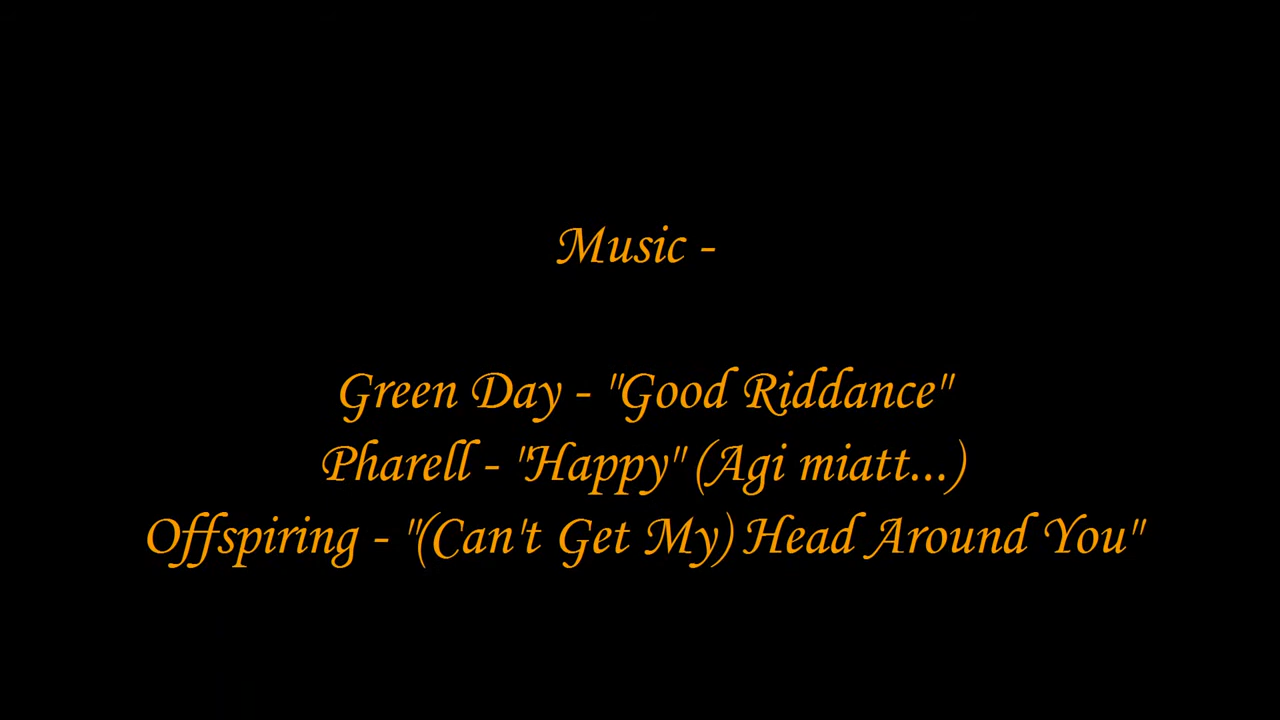 Music -
Green Day - "Good Riddance"
Pharell - "Happy" (Agi miatt...)
Offspiring - "(Can't Get My) Head Around You"